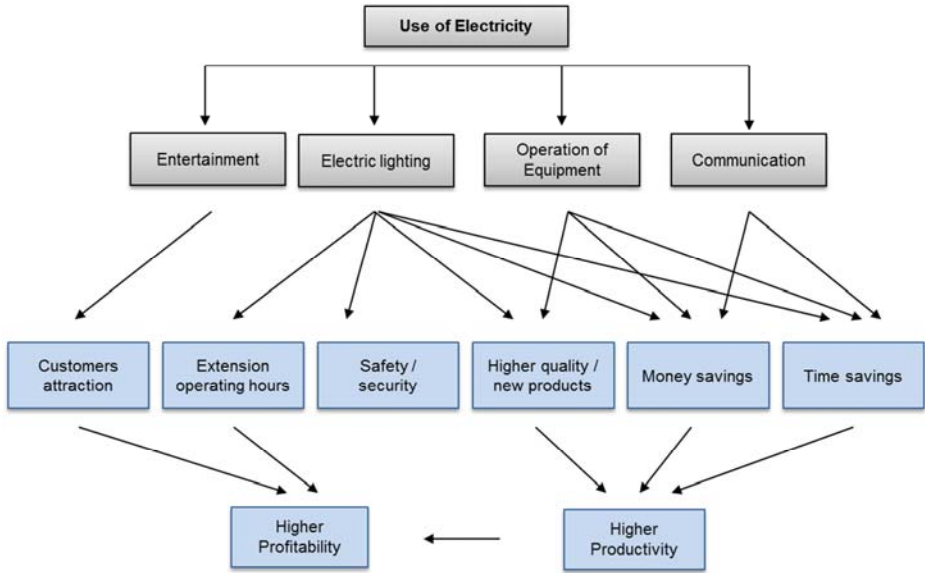 Use of Electricity
Entertainment
Electric lighting
Operation of
Equipment
Communication
Customers
attraction
Extension
operating hours
Safety /
security
Higher quality /
new products
Money savings
Time savings
Higher
Profitability
Higher
Productivity